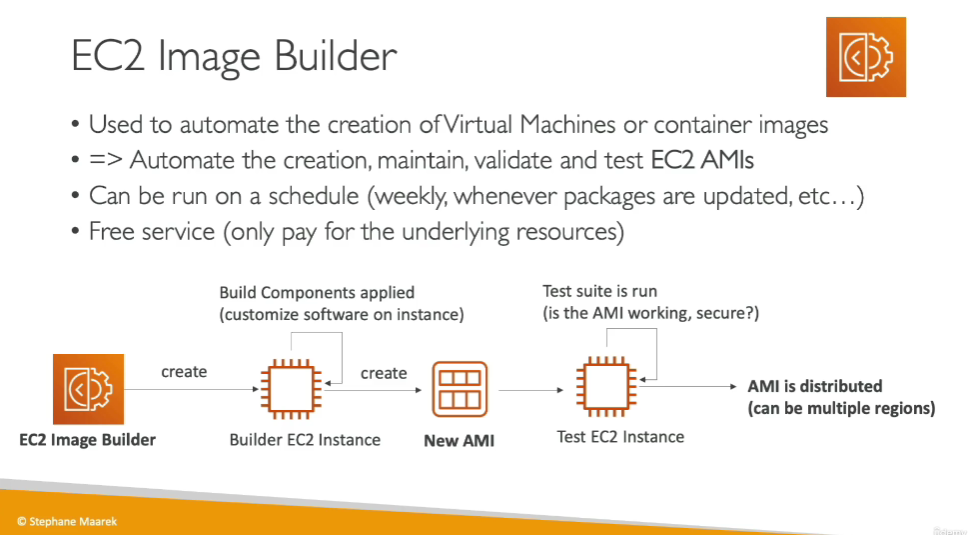 EC2 Image Builder
• Used to automate the creation of Virtual Machines or container images
• => Automate the creation, maintain, validate and test EC2 AMIs
• Can be run on a schedule (weekly, whenever packages are updated, etc…)
• Free service (only pay for the underlying resources)
Build Components applied
(customize software on instance)
Test suite is run
(is the AMI working, secure?)
create
create
AMI is distributed
(can be multiple regions)
EC2 Image Builder
Builder EC2 Instance
New AMI
Test EC2 Instance
© Stephane Maarek
Udemy